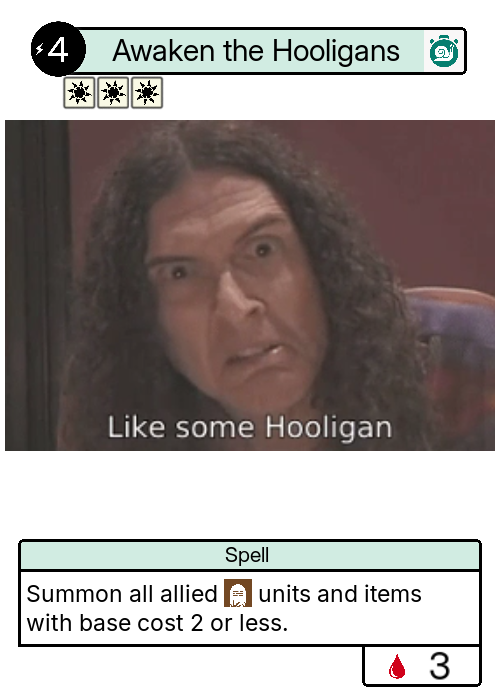 4
Awaken the Hooligans
Like some Hooligan
Spell
Summon all allied units and items
with base cost 2 or less.
3